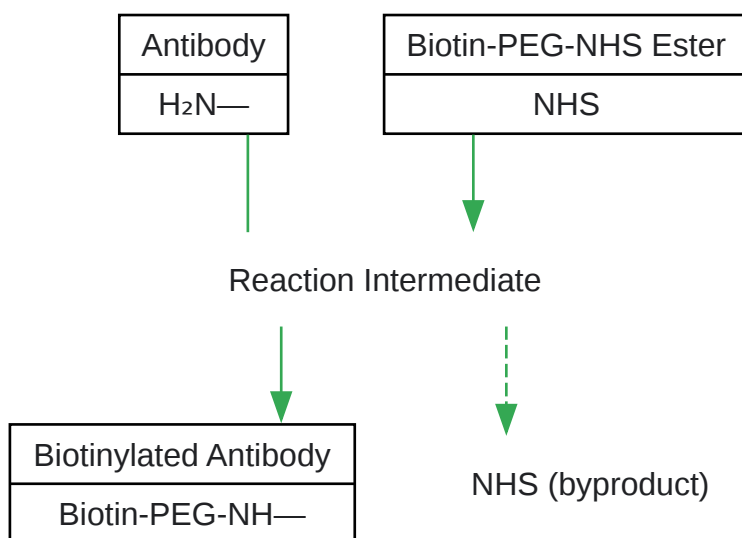 Antibody
H₂N—
Biotin-PEG-NHS Ester
NHS
Reaction Intermediate
Biotinylated Antibody
Biotin-PEG-NH—
NHS (byproduct)